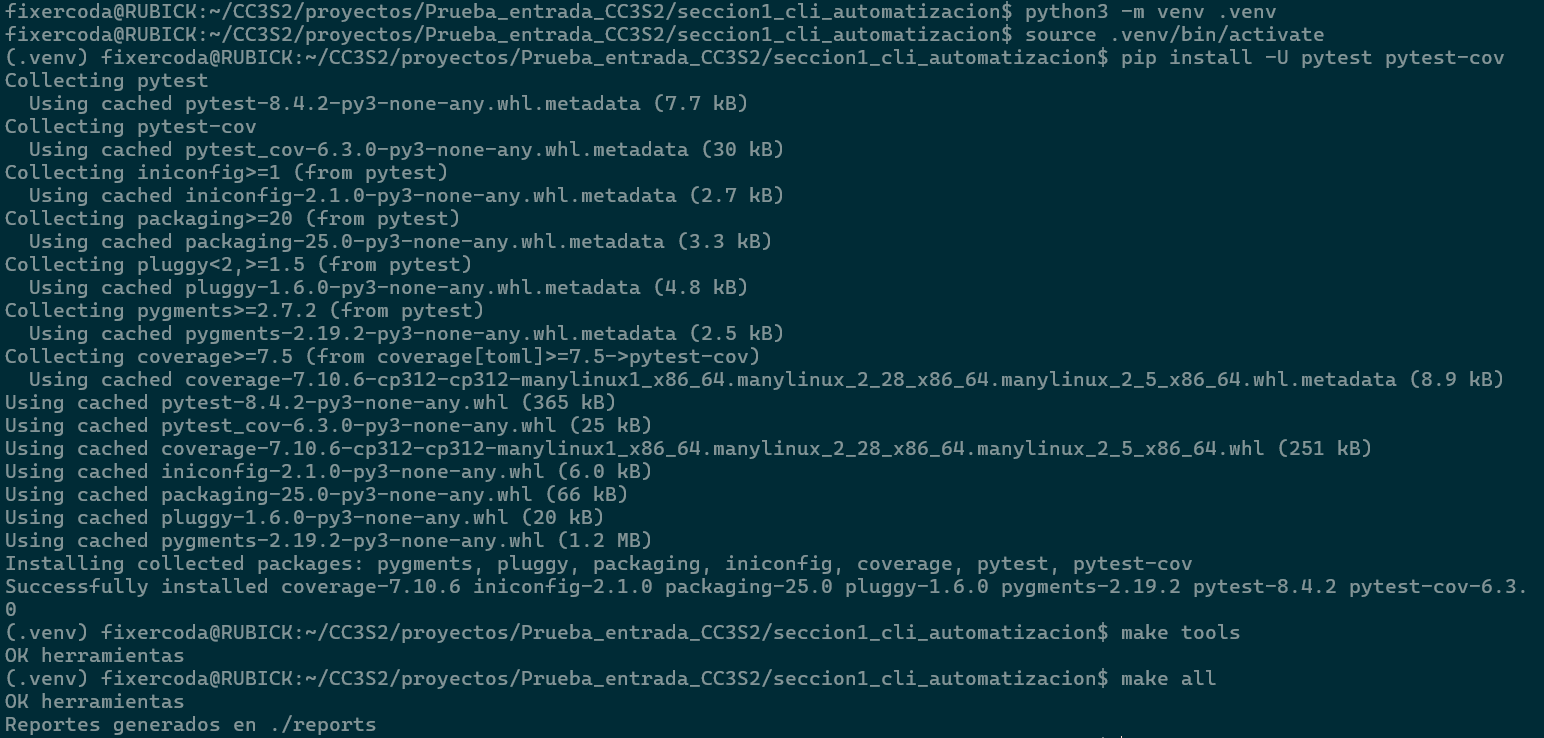 fixercoda@RUBICK:~/CC3S2/proyectos/Prueba_entrada_CC3S2/seccion1_cli_automatizacion$ python3 -m venv .venv
fixercoda@RUBICK:~/CC3S2/proyectos/Prueba_entrada_CC3S2/seccion1_cli_automatizacion$ source .venv/bin/activate
(.venv) fixercoda@RUBICK:~/CC3S2/proyectos/Prueba_entrada_CC3S2/seccion1_cli_automatizacion$ pip install -U pytest pytest-cov
Collecting pytest
  Using cached pytest-8.4.2-py3-none-any.whl.metadata (7.7 kB)
Collecting pytest-cov
  Using cached pytest_cov-6.3.0-py3-none-any.whl.metadata (30 kB)
Collecting iniconfig>=1 (from pytest)
  Using cached iniconfig-2.1.0-py3-none-any.whl.metadata (2.7 kB)
Collecting packaging>=20 (from pytest)
  Using cached packaging-25.0-py3-none-any.whl.metadata (3.3 kB)
Collecting pluggy<2,>=1.5 (from pytest)
  Using cached pluggy-1.6.0-py3-none-any.whl.metadata (4.8 kB)
Collecting pygments>=2.7.2 (from pytest)
  Using cached pygments-2.19.2-py3-none-any.whl.metadata (2.5 kB)
Collecting coverage>=7.5 (from coverage[toml]>=7.5->pytest-cov)
  Using cached coverage-7.10.6-cp312-cp312-manylinux1_x86_64.manylinux_2_28_x86_64.manylinux_2_5_x86_64.whl.metadata (8.9 kB)
Using cached pytest-8.4.2-py3-none-any.whl (365 kB)
Using cached pytest_cov-6.3.0-py3-none-any.whl (25 kB)
Using cached coverage-7.10.6-cp312-cp312-manylinux1_x86_64.manylinux_2_28_x86_64.manylinux_2_5_x86_64.whl (251 kB)
Using cached iniconfig-2.1.0-py3-none-any.whl (6.0 kB)
Using cached packaging-25.0-py3-none-any.whl (66 kB)
Using cached pluggy-1.6.0-py3-none-any.whl (20 kB)
Using cached pygments-2.19.2-py3-none-any.whl (1.2 MB)
Installing collected packages: pygments, pluggy, packaging, iniconfig, coverage, pytest, pytest-cov
Successfully installed coverage-7.10.6 iniconfig-2.1.0 packaging-25.0 pluggy-1.6.0 pygments-2.19.2 pytest-8.4.2 pytest-cov-6.3.
0
(.venv) fixercoda@RUBICK:~/CC3S2/proyectos/Prueba_entrada_CC3S2/seccion1_cli_automatizacion$ make tools
OK herramientas
(.venv) fixercoda@RUBICK:~/CC3S2/proyectos/Prueba_entrada_CC3S2/seccion1_cli_automatizacion$ make all
OK herramientas
Reportes generados en ./reports